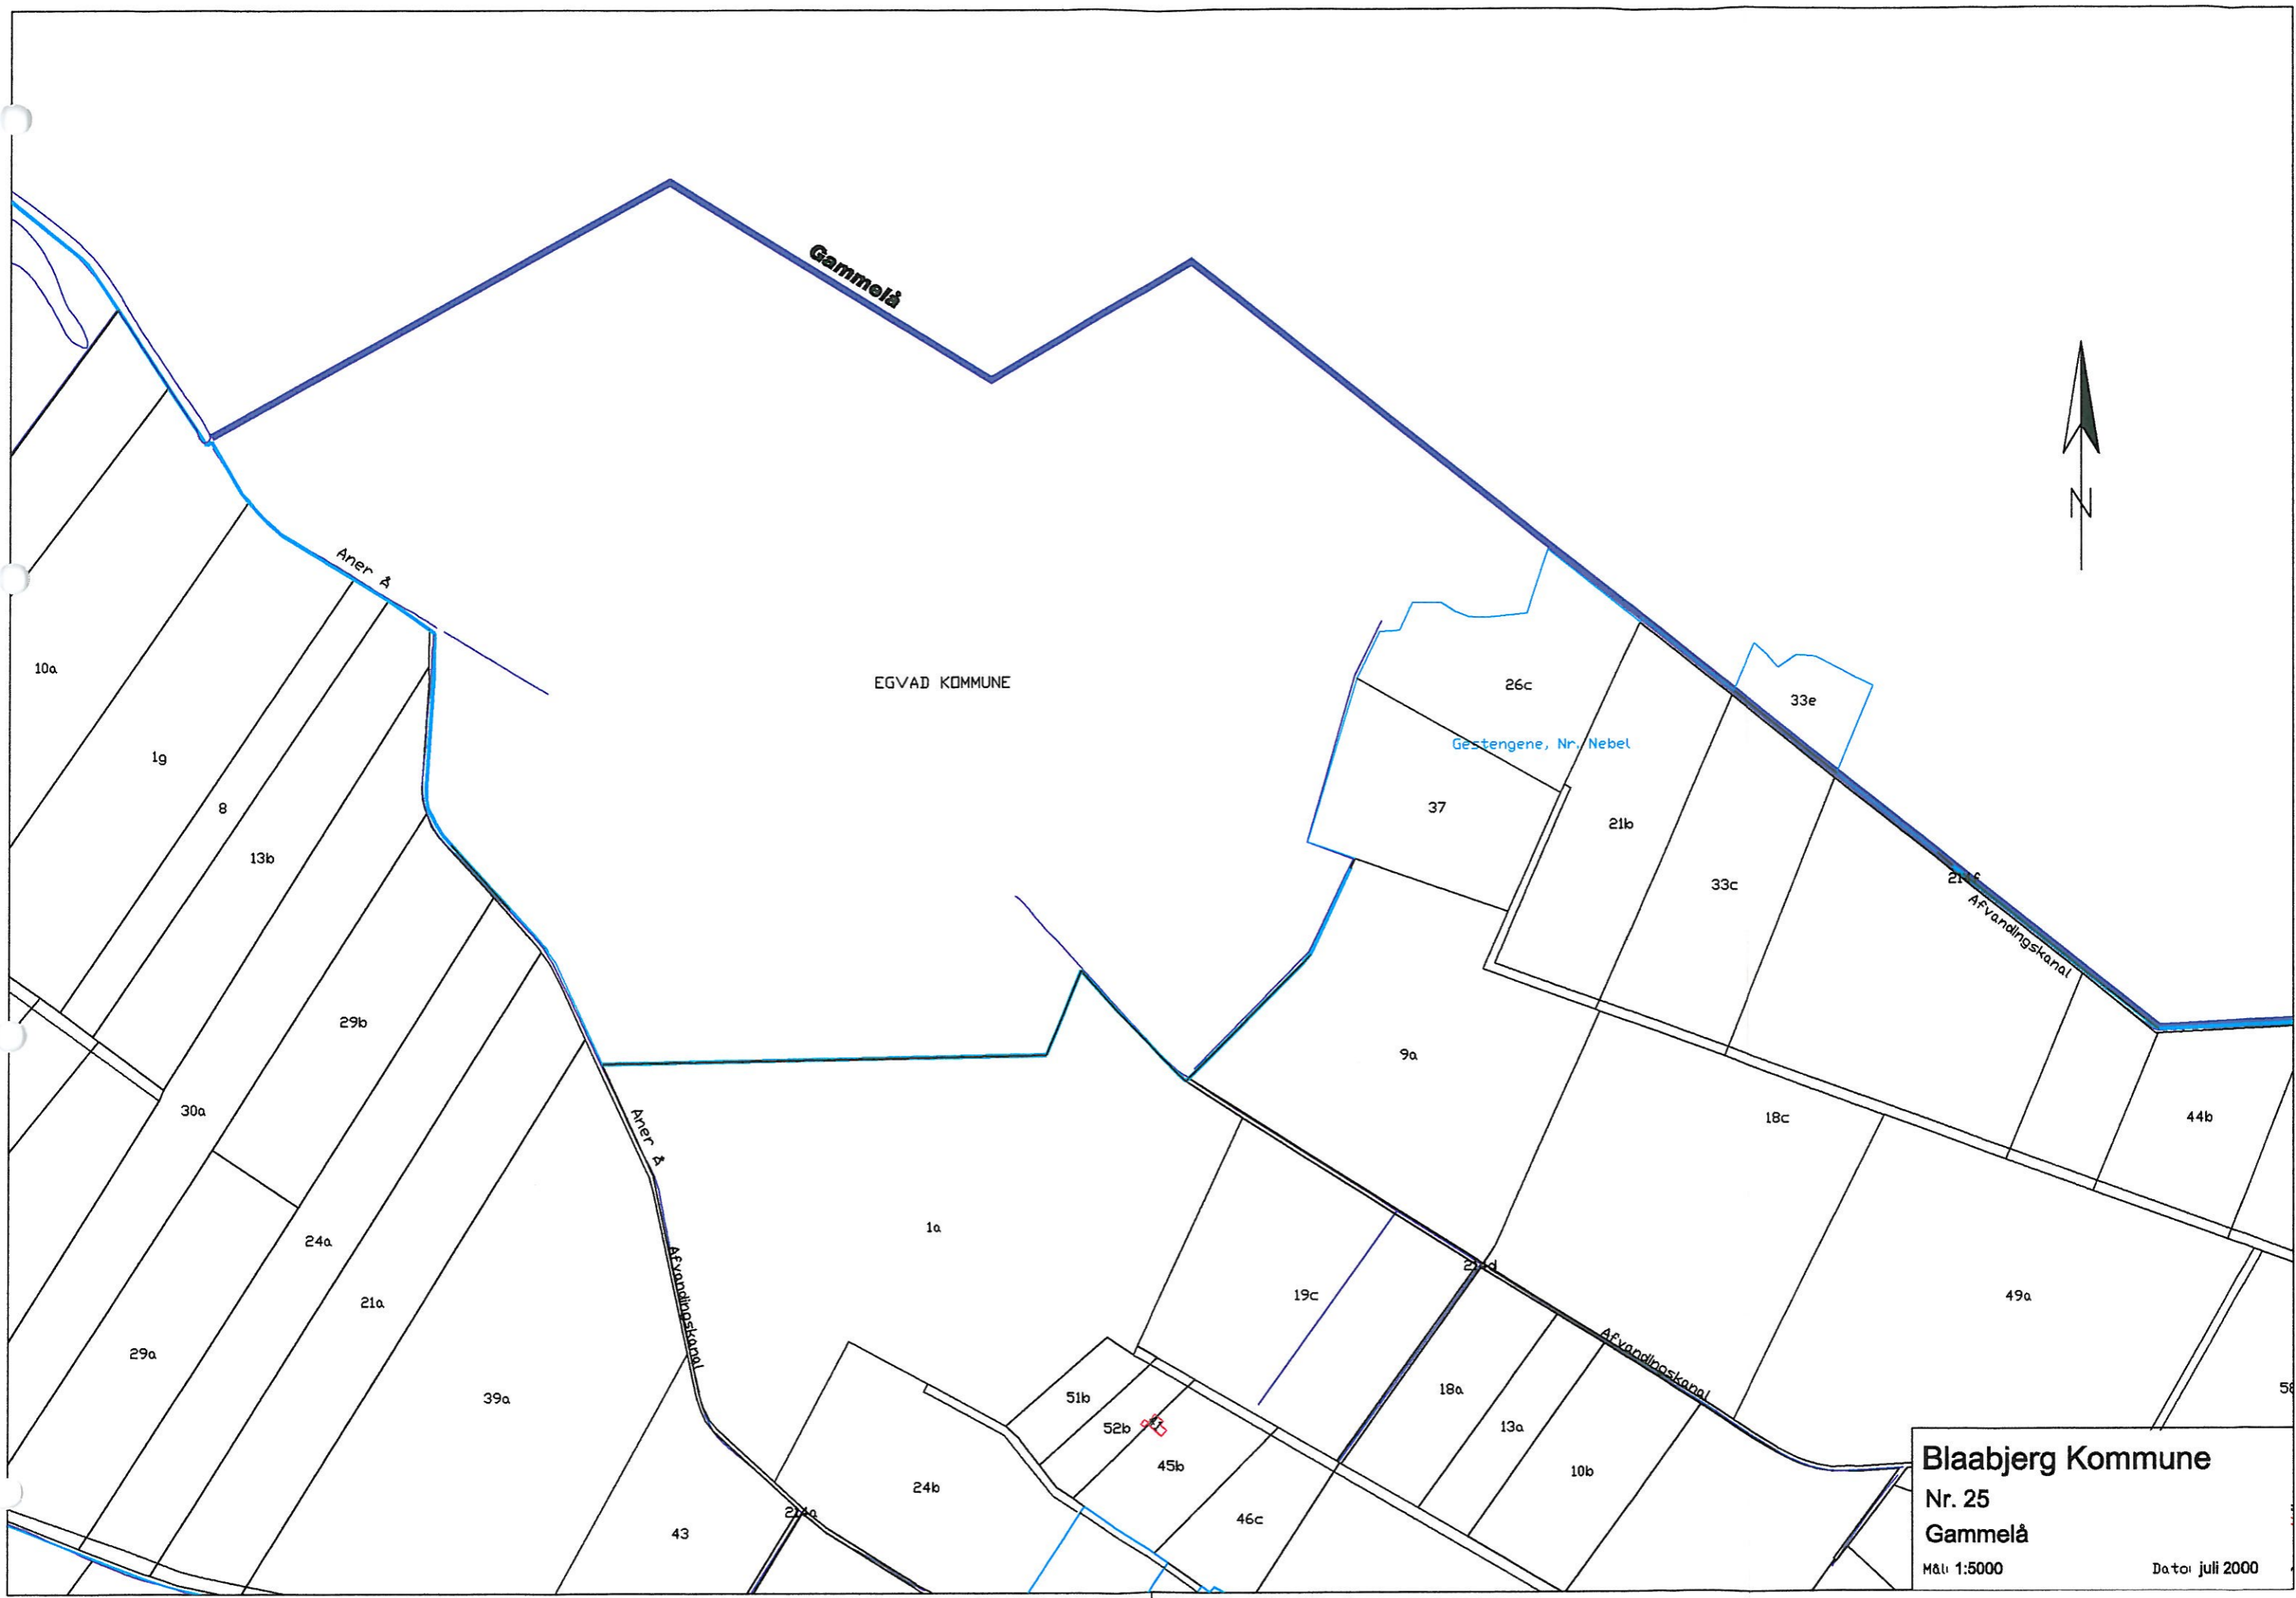 Gammelå
N
Aner Å
10a
EGVAD KOMMUNE
26c
33e
Gestengene, Nr. Nebel
1g
8
37
21b
13b
33c
Afvandingskanal
29b
9a
30a
18c
44b
Aner Å
1a
24a
21a
Afvandingskanal
19c
49a
29a
39a
Afvandingskanal
51b
52b
18a
13a
45b
10b
24b
46c
43
Blaabjerg Kommune
Nr. 25
Gammelå
Mål: 1:5000
Dato: juli 2000